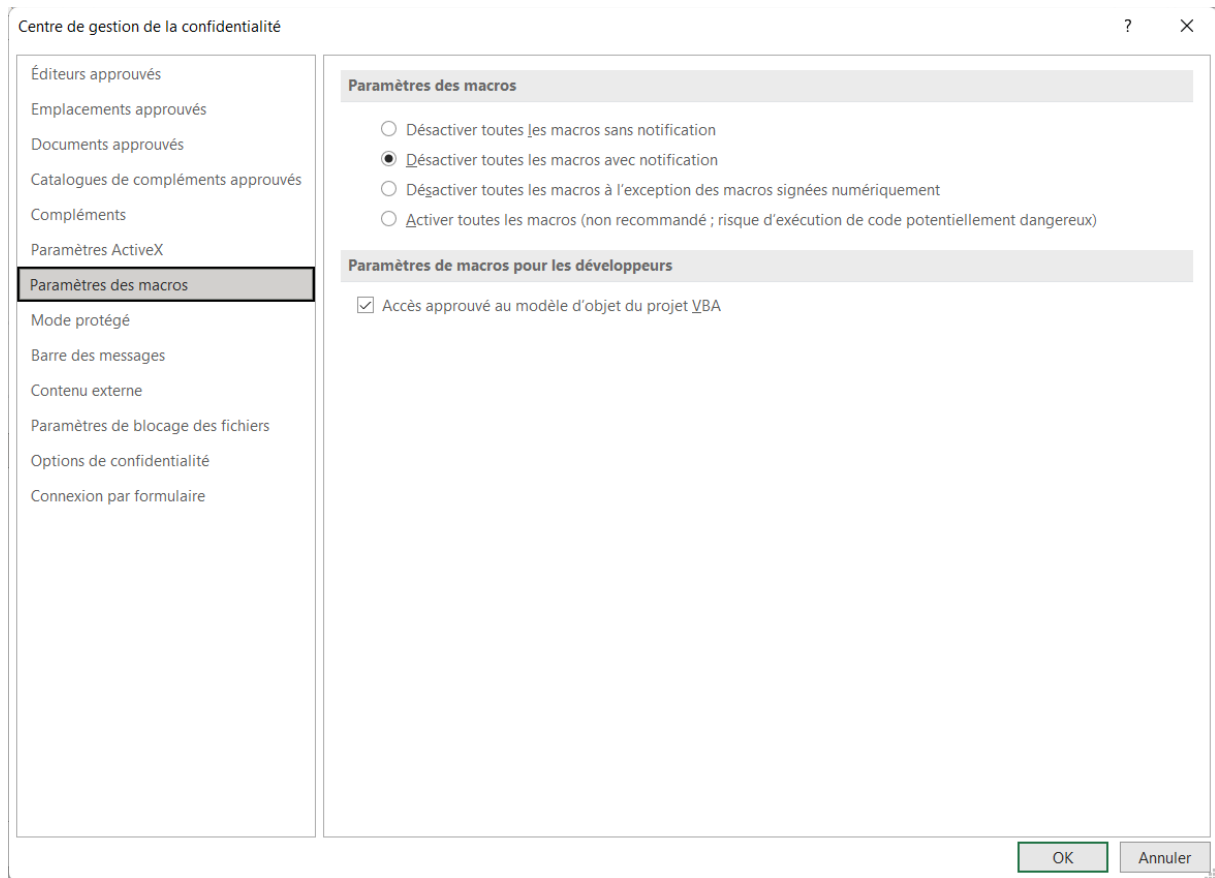 Centre de gestion de la confidentialité
?
Éditeurs approuvés
Emplacements approuvés
Documents approuvés
Catalogues de compléments approuvés
Compléments
Paramètres ActiveX
Paramètres des macros
Mode protégé
Barre des messages
Contenu externe
Paramètres de blocage des fichiers
Options de confidentialité
Connexion par formulaire
Paramètres des macros
Désactiver toutes les macros sans notification
Désactiver toutes les macros avec notification
Désactiver toutes les macros à l’exception des macros signées numériquement
Activer toutes les macros (non recommandé ; risque d’exécution de code potentiellement dangereux)
Paramètres de macros pour les développeurs
Accès approuvé au modèle d’objet du projet VBA
OK
Annuler